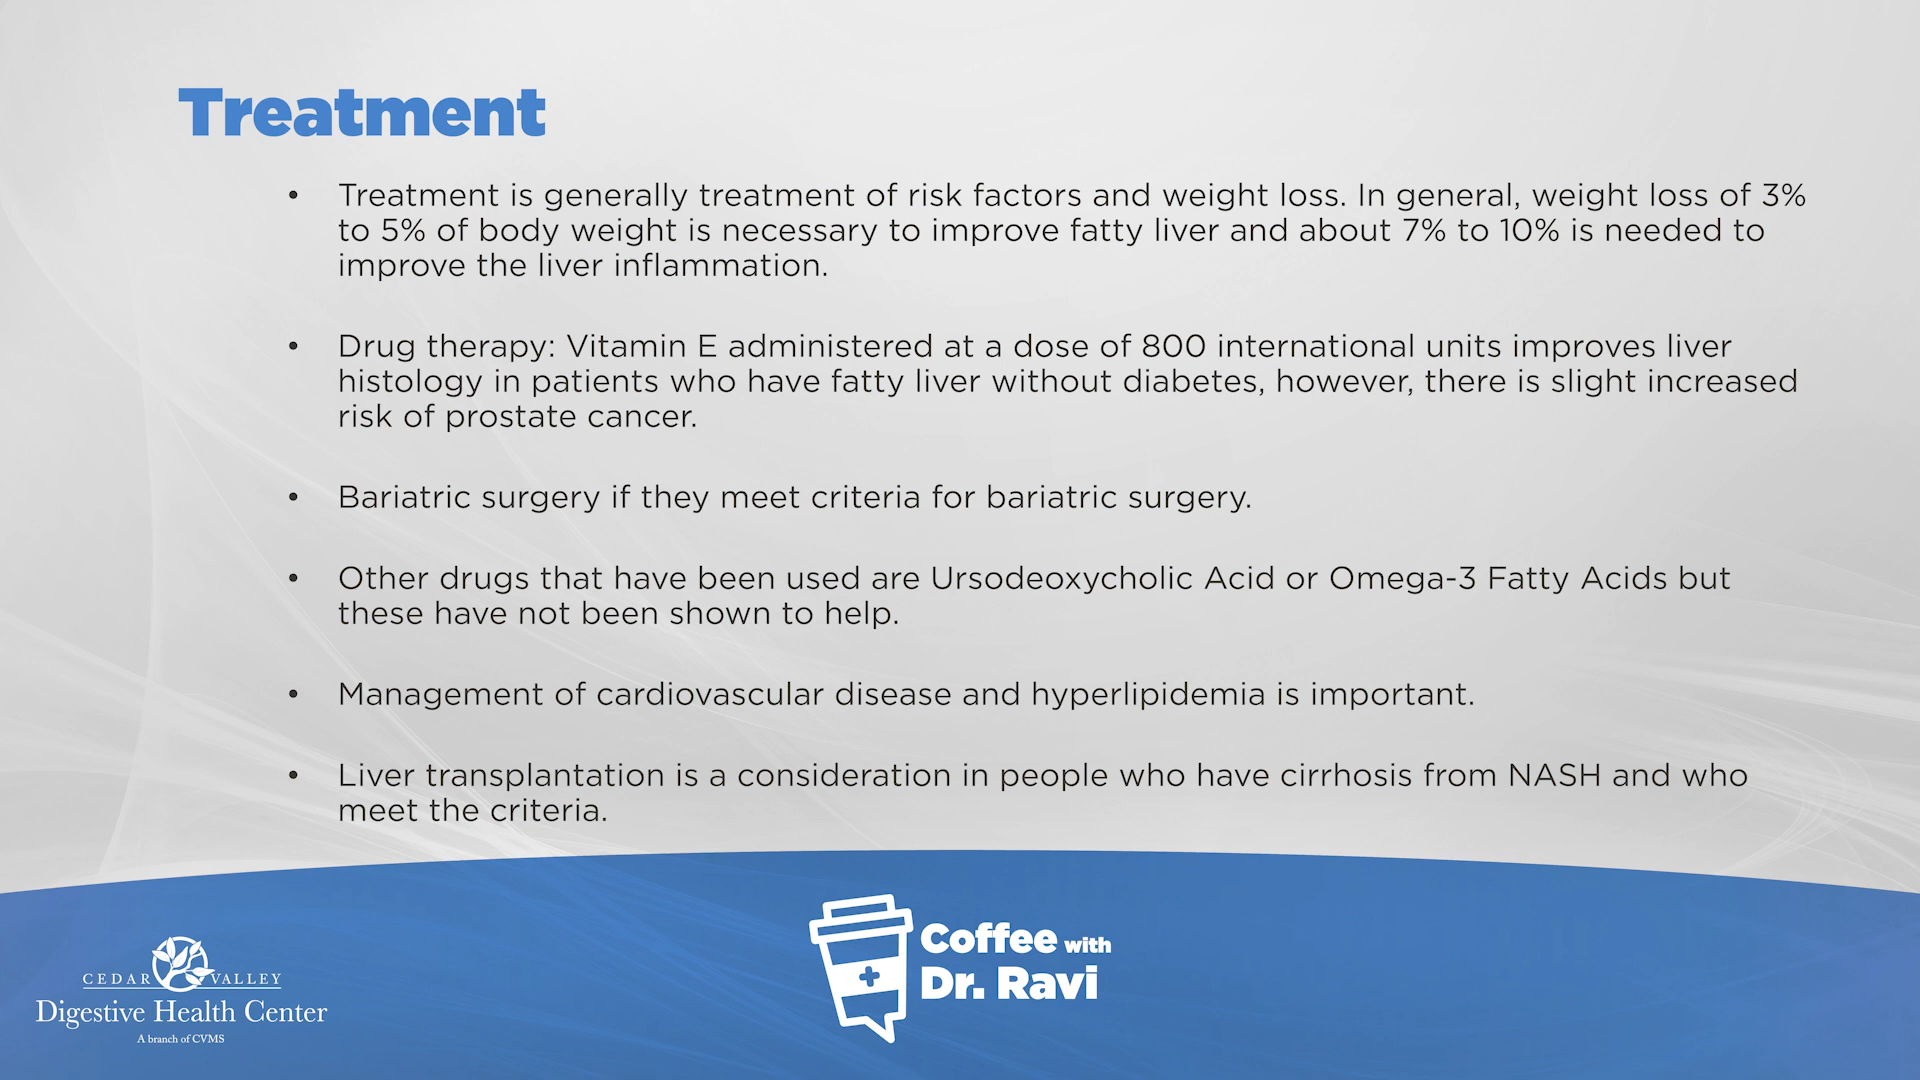 Treatment
• Treatment is generally treatment of risk factors and weight loss. In general, weight loss of 3%
to 5% of body weight is necessary to improve fatty liver and about 7% to 10% is needed to
improve the liver inflammation.
• Drug therapy: Vitamin E administered at a dose of 800 international units improves liver
histology in patients who have fatty liver without diabetes, however, there is slight increased
risk of prostate cancer.
• Bariatric surgery if they meet criteria for bariatric surgery.
• Other drugs that have been used are Ursodeoxycholic Acid or Omega-3 Fatty Acids but
these have not been shown to help.
• Management of cardiovascular disease and hyperlipidemia is important.
• Liver transplantation is a consideration in people who have cirrhosis from NASH and who
meet the criteria.
CEDAR VALLEY
Digestive Health Center
A branch of CVMS
Coffee with
Dr. Ravi